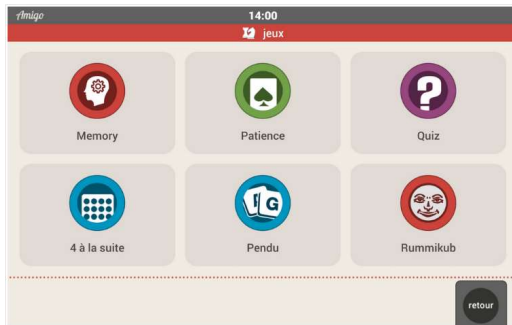 Amigo
14:00
jeux
Memory
Patience
Quiz
4 à la suite
Pendu
Rummikub
retour